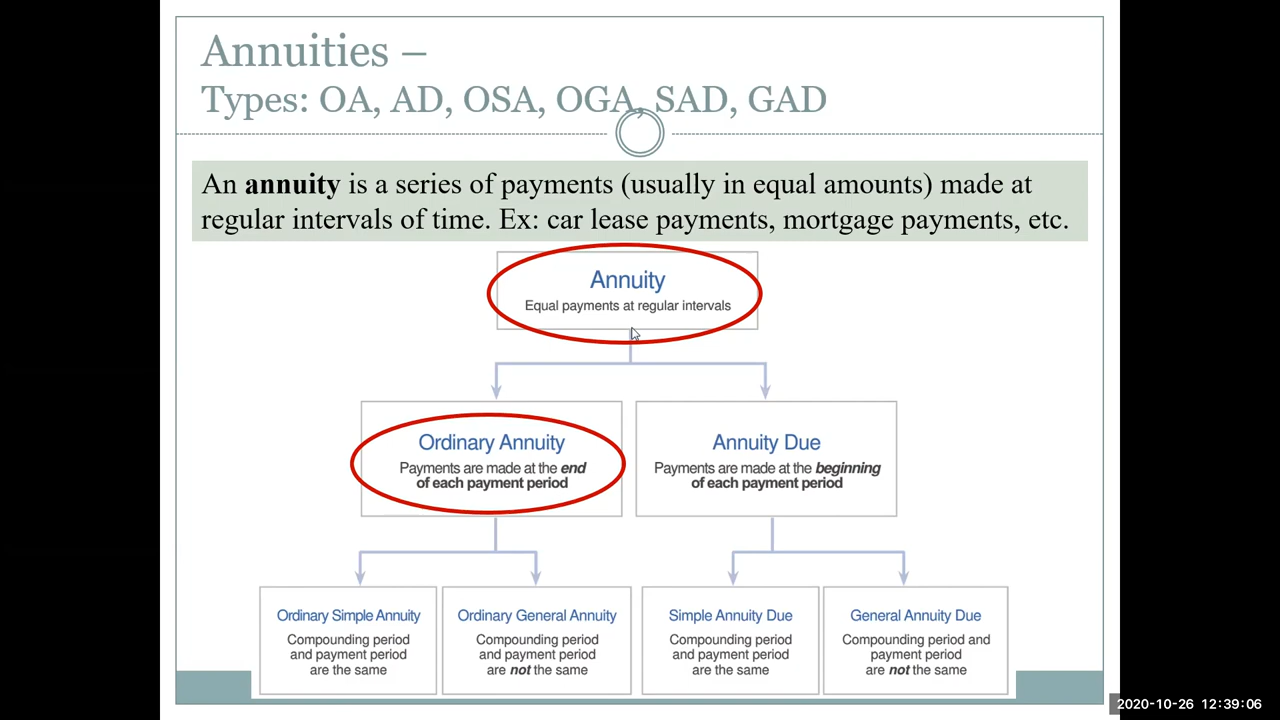 Annuities –
Types: OA, AD, OSA, OGA, SAD, GAD
An annuity is a series of payments (usually in equal amounts) made at
regular intervals of time. Ex: car lease payments, mortgage payments, etc.
Annuity
Equal payments at regular intervals
Ordinary Annuity
Payments are made at the end
of each payment period
Annuity Due
Payments are made at the beginning
of each payment period
Ordinary Simple Annuity
Compounding period
and payment period
are the same
Ordinary General Annuity
Compounding period
and payment period
are not the same
Simple Annuity Due
Compounding period
and payment period
are the same
General Annuity Due
Compounding period and
payment period
are not the same
2020-10-26 12:39:06